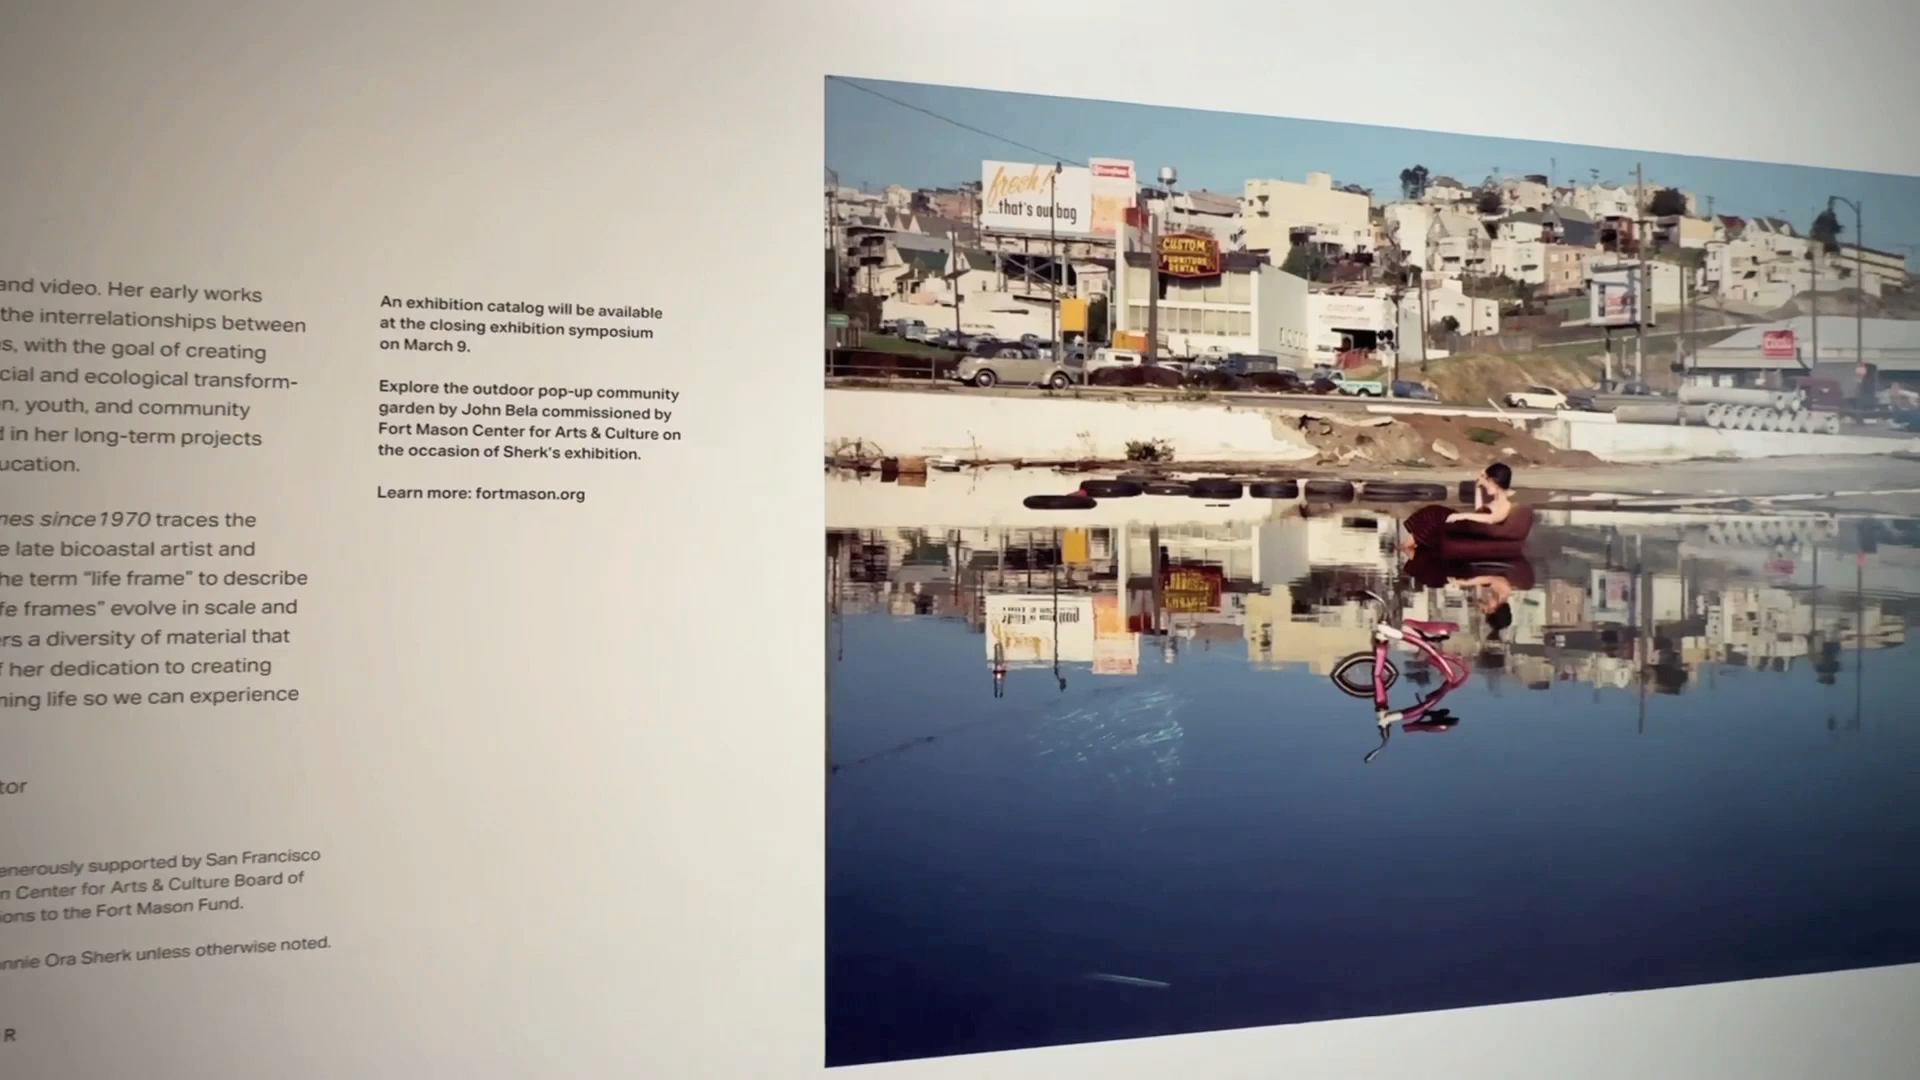 and video. Her early works
the interrelationships between
s, with the goal of creating
cial and ecological transform-
n, youth, and community
in her long-term projects
ucation.
nes since 1970 traces the
e late bicoastal artist and
he term "life frame" to describe
fe frames" evolve in scale and
ers a diversity of material that
f her dedication to creating
ning life so we can experience
tor
enerously supported by San Francisco
n Center for Arts & Culture Board of
ions to the Fort Mason Fund.
nnie Ora Sherk unless otherwise noted.
R
An exhibition catalog will be available
at the closing exhibition symposium
on March 9.
Explore the outdoor pop-up community
garden by John Bela commissioned by
Fort Mason Center for Arts & Culture on
the occasion of Sherk's exhibition.
Learn more: fortmason.org
fresh!
...that's our bag
CUSTOM
FURNITURE
RENTAL